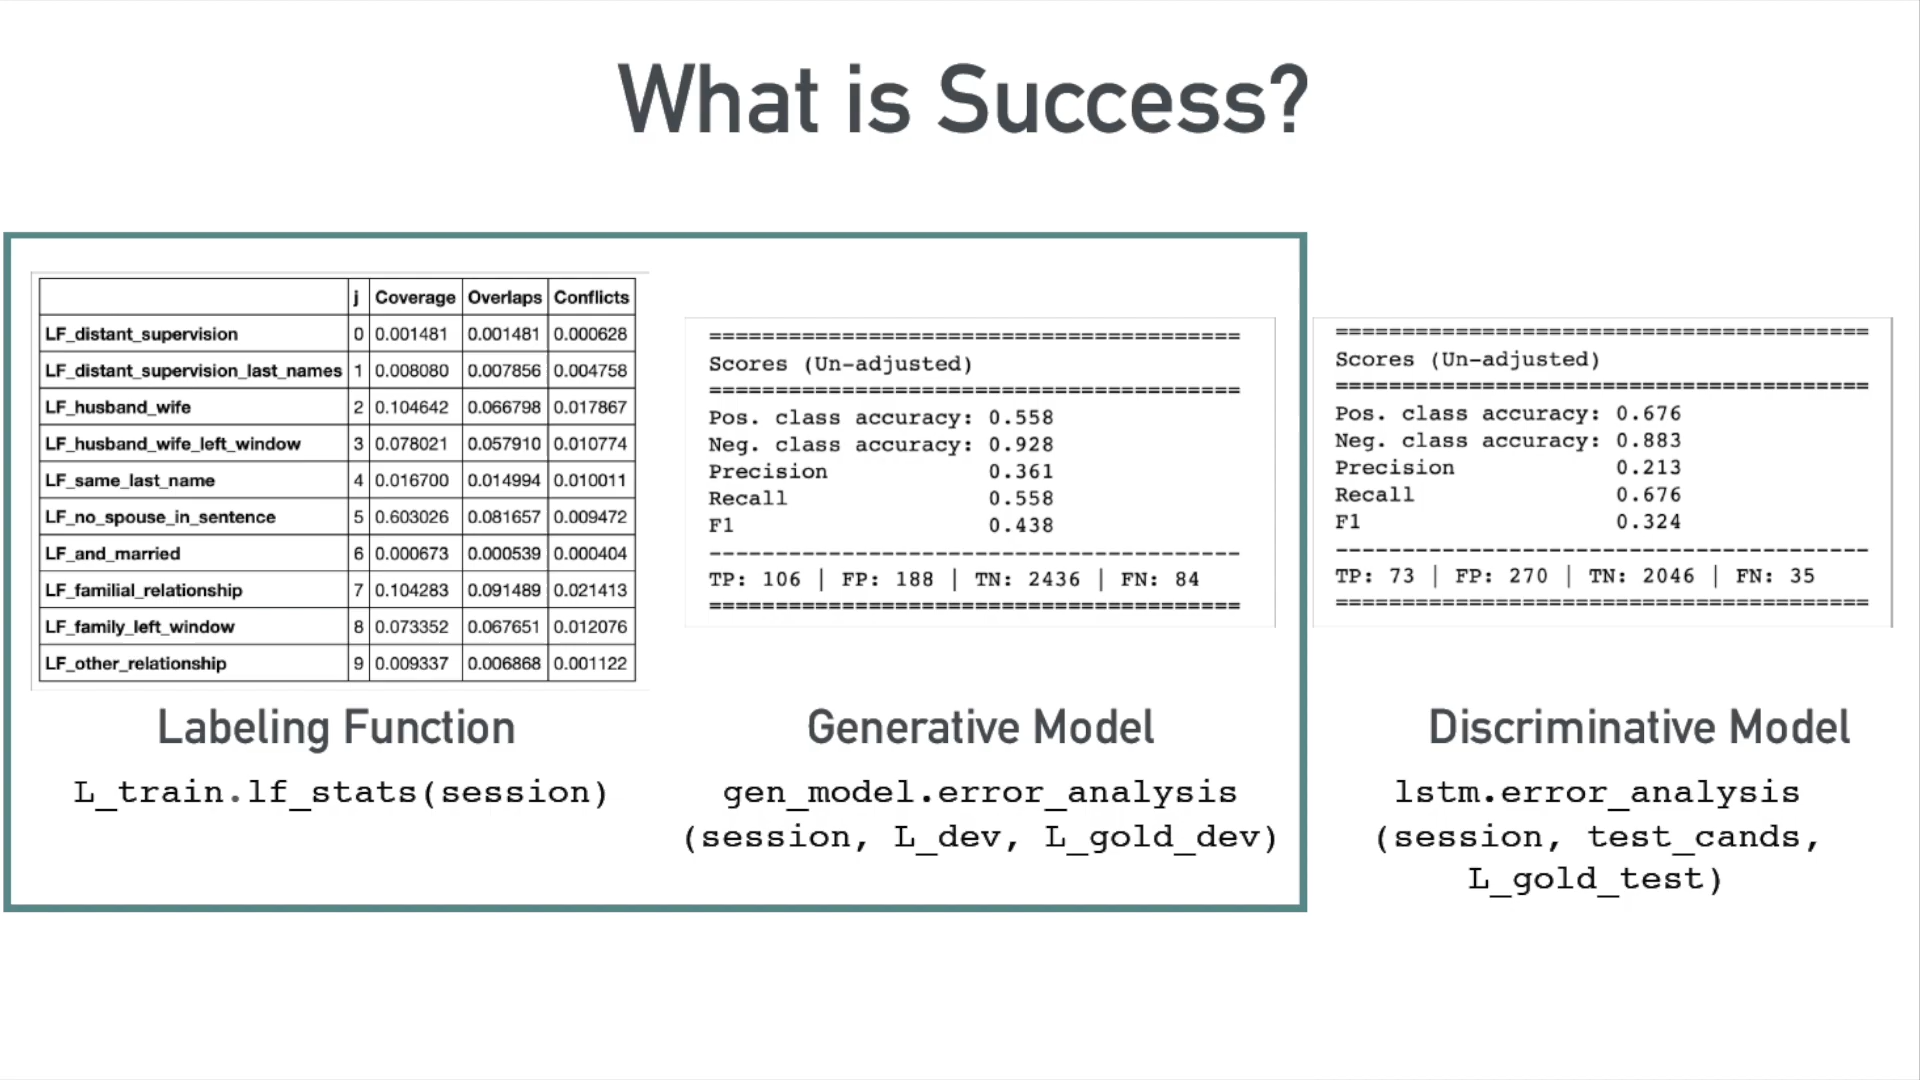 What is Success?
j Coverage Overlaps Conflicts
LF_distant_supervision 0 0.001481 0.001481 0.000628
LF_distant_supervision_last_names 1 0.008080 0.007856 0.004758
LF_husband_wife 2 0.104642 0.066798 0.017867
LF_husband_wife_left_window 3 0.078021 0.057910 0.010774
LF_same_last_name 4 0.016700 0.014994 0.010011
LF_no_spouse_in_sentence 5 0.603026 0.081657 0.009472
LF_and_married 6 0.000673 0.000539 0.000404
LF_familial_relationship 7 0.104283 0.091489 0.021413
LF_family_left_window 8 0.073352 0.067651 0.012076
LF_other_relationship 9 0.009337 0.006868 0.001122
Labeling Function
L_train.lf_stats(session)
========================================
Scores (Un-adjusted)
========================================
Pos. class accuracy: 0.558
Neg. class accuracy: 0.928
Precision 0.361
Recall 0.558
F1 0.438
----------------------------------------
TP: 106 | FP: 188 | TN: 2436 | FN: 84
========================================
Generative Model
gen_model.error_analysis
(session, L_dev, L_gold_dev)
========================================
Scores (Un-adjusted)
========================================
Pos. class accuracy: 0.676
Neg. class accuracy: 0.883
Precision 0.213
Recall 0.676
F1 0.324
----------------------------------------
TP: 73 | FP: 270 | TN: 2046 | FN: 35
========================================
Discriminative Model
lstm.error_analysis
(session, test_cands,
L_gold_test)